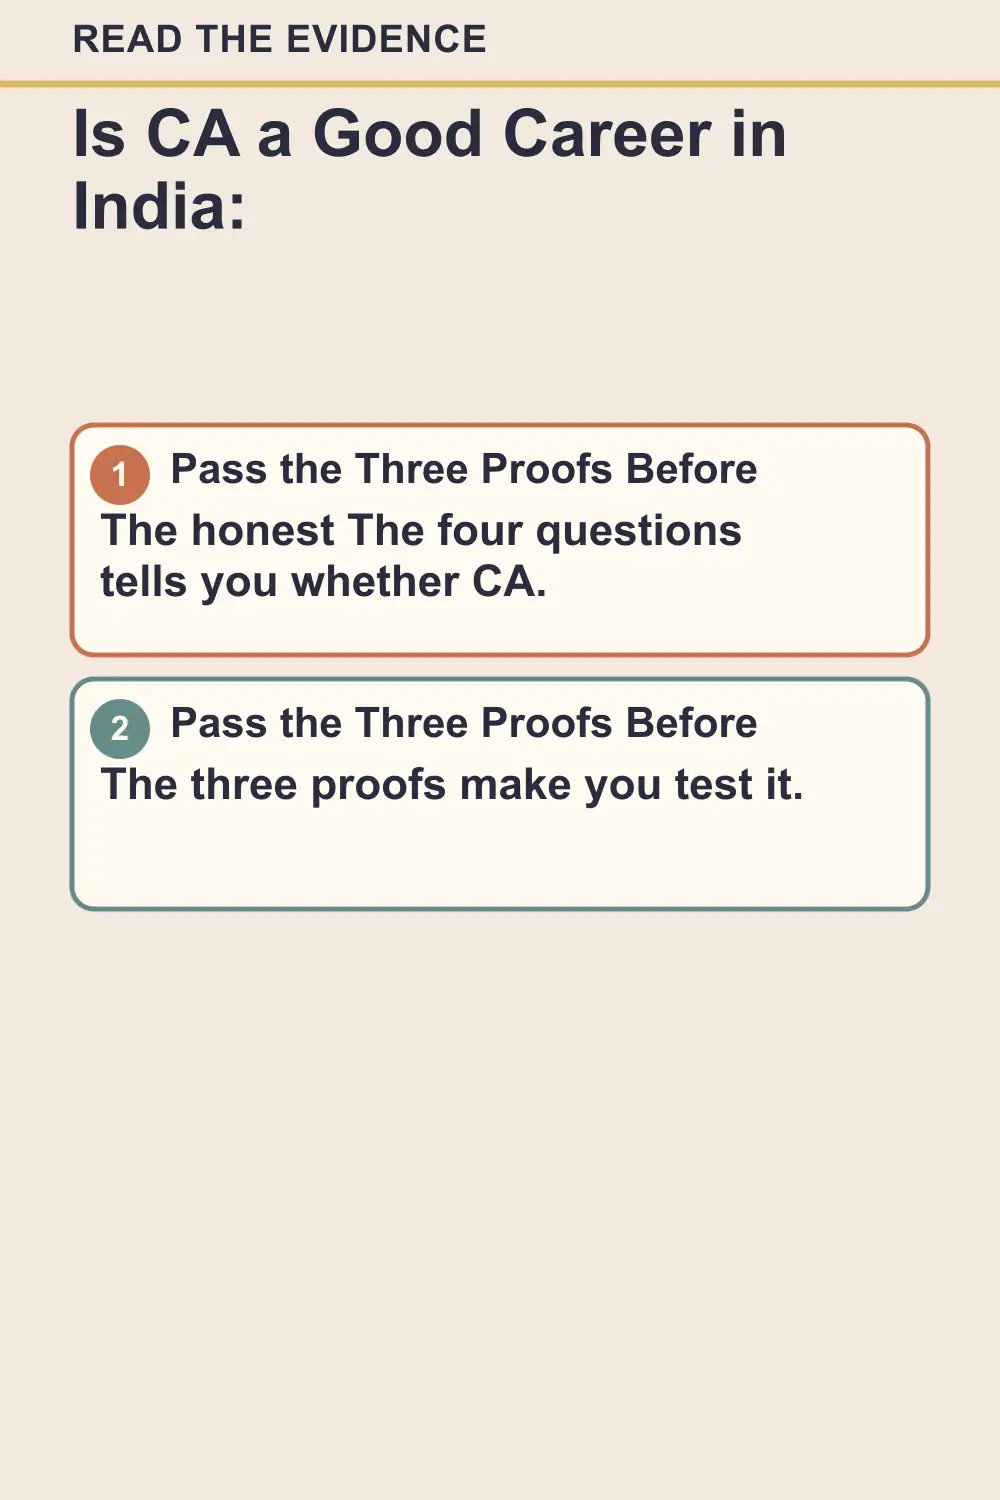 READ THE EVIDENCE
Is CA a Good Career in
India:
1 Pass the Three Proofs Before
The honest The four questions
tells you whether CA.
2 Pass the Three Proofs Before
The three proofs make you test it.